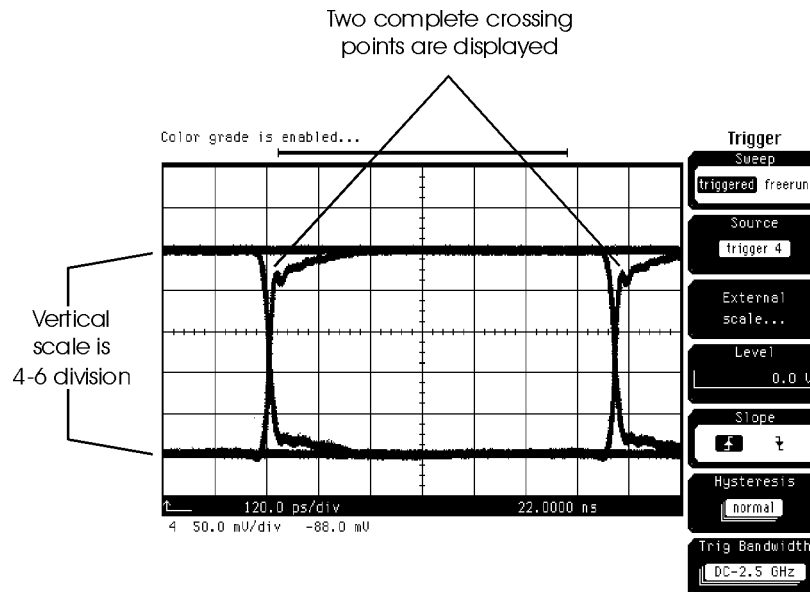 Two complete crossing
points are displayed
Color grade is enabled...
Trigger
Sweep
triggered freerun
Source
trigger 4
External
scale...
Level
0.0 V
Slope
Hysteresis
normal
Trig Bandwidth
DC-2.5 GHz
Vertical
scale is
4-6 division
120.0 ps/div 22.0000 ns
4 50.0 mV/div -88.0 mV